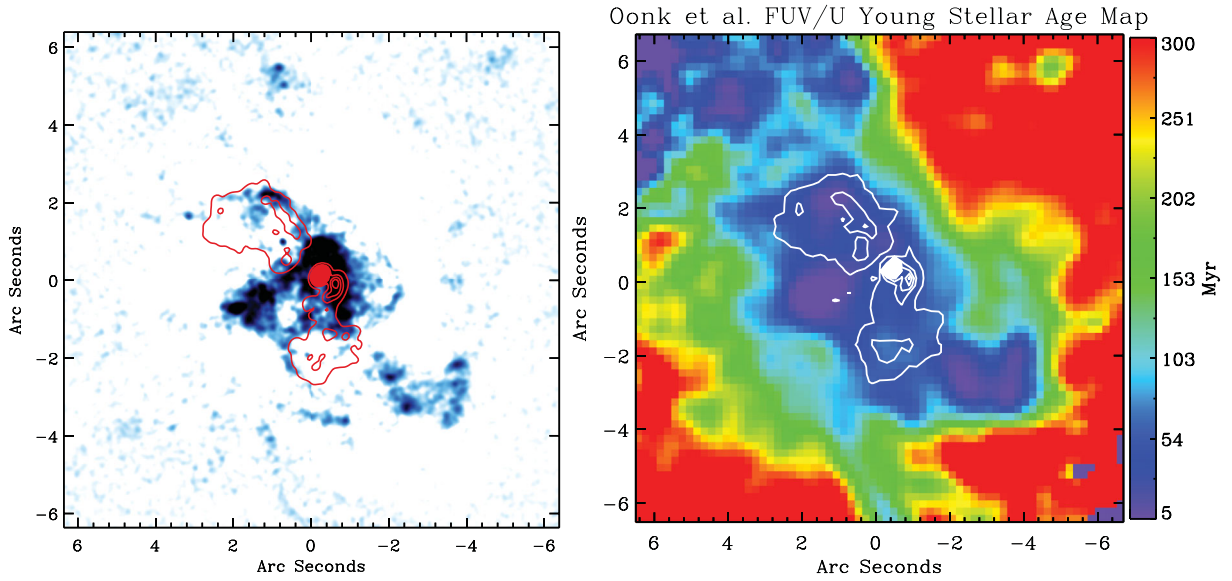 Oonk et al. FUV/U Young Stellar Age Map
6
4
2
0
−2
−4
−6
Arc Seconds
6 4 2 0 −2 −4 −6
Arc Seconds
6
4
2
0
−2
−4
−6
Arc Seconds
6 4 2 0 −2 −4 −6
Arc Seconds
300
251
202
153
103
54
5
Myr